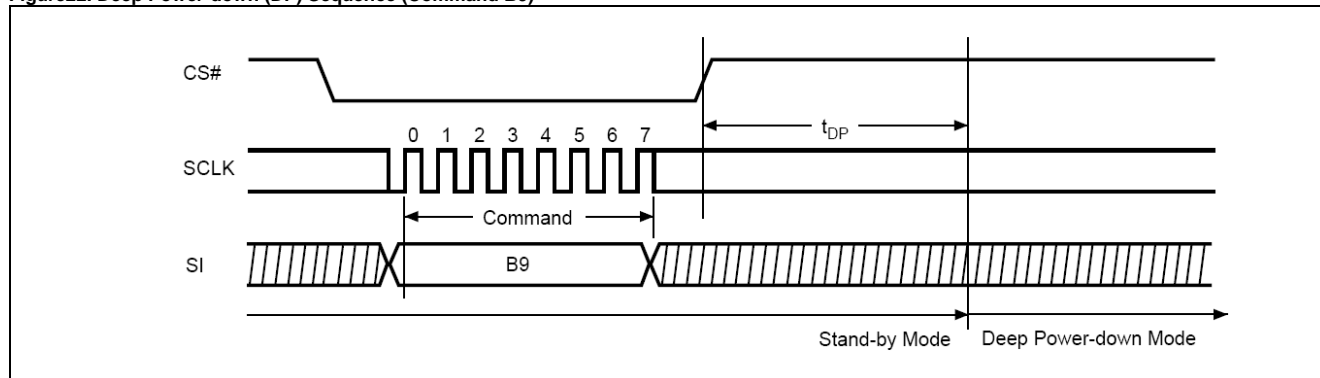 Figure22. Deep Power-down (DP) Sequence (Command B9)
CS#
tDP
0 1 2 3 4 5 6 7
SCLK
Command
SI
B9
Stand-by Mode
Deep Power-down Mode